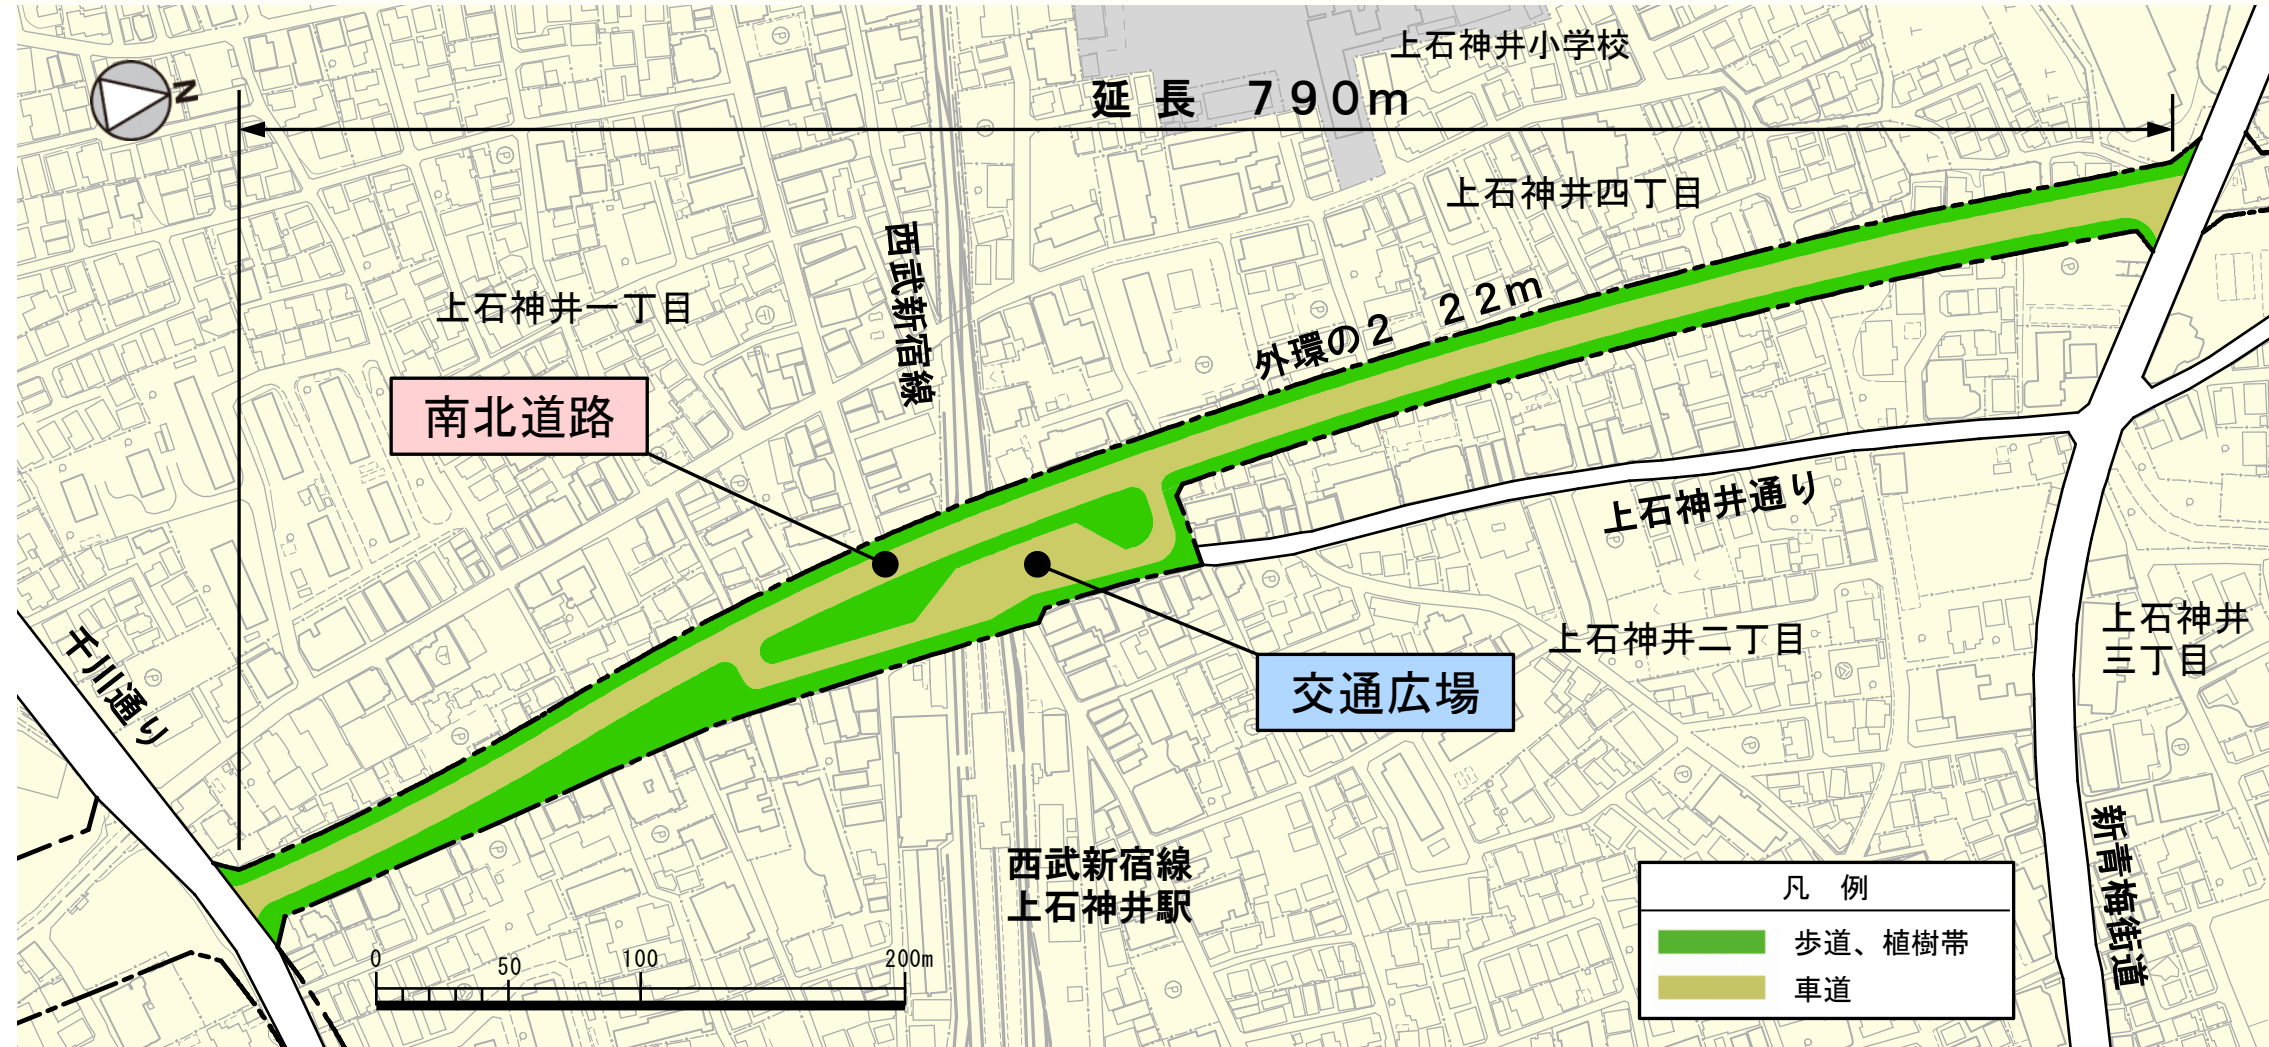 上石神井小学校
N
延長　７９０ｍ
上石神井四丁目
西武新宿線
上石神井一丁目
外環の２　２２ｍ
南北道路
上石神井通り
千川通り
上石神井二丁目
上石神井
三丁目
交通広場
新青梅街道
西武新宿線
上石神井駅
凡　例
歩道、植樹帯
車道
0
50
100
200m